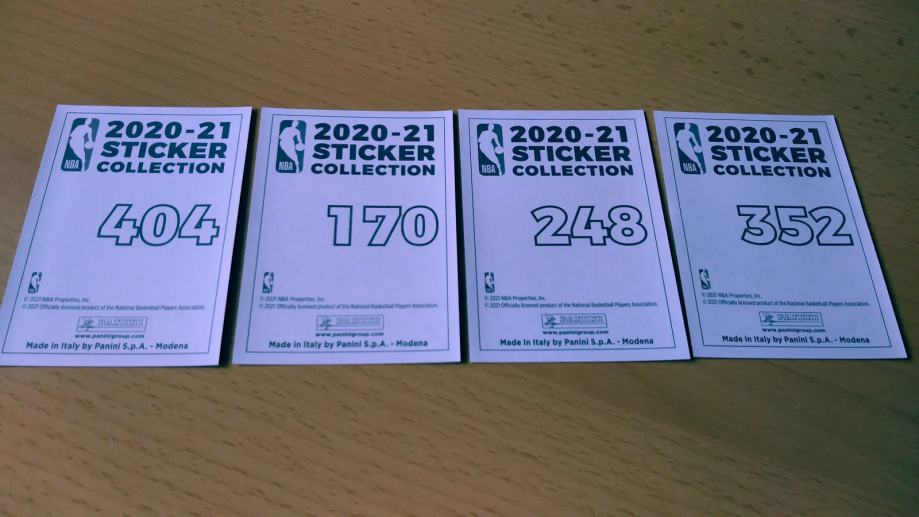 NBA
2020-21
STICKER
COLLECTION
404
© 2021 NBA Properties, Inc.
© 2021 Officially licensed product of the National Basketball Players Association.
PANINI
www.paninigroup.com
Made in Italy by Panini S.p.A. - Modena
NBA
2020-21
STICKER
COLLECTION
170
© 2021 NBA Properties, Inc.
© 2021 Officially licensed product of the National Basketball Players Association.
PANINI
www.paninigroup.com
Made in Italy by Panini S.p.A. - Modena
NBA
2020-21
STICKER
COLLECTION
248
© 2021 NBA Properties, Inc.
© 2021 Officially licensed product of the National Basketball Players Association.
PANINI
www.paninigroup.com
Made in Italy by Panini S.p.A. - Modena
NBA
2020-21
STICKER
COLLECTION
352
© 2021 NBA Properties, Inc.
© 2021 Officially licensed product of the National Basketball Players Association.
PANINI
www.paninigroup.com
Made in Italy by Panini S.p.A. - Modena